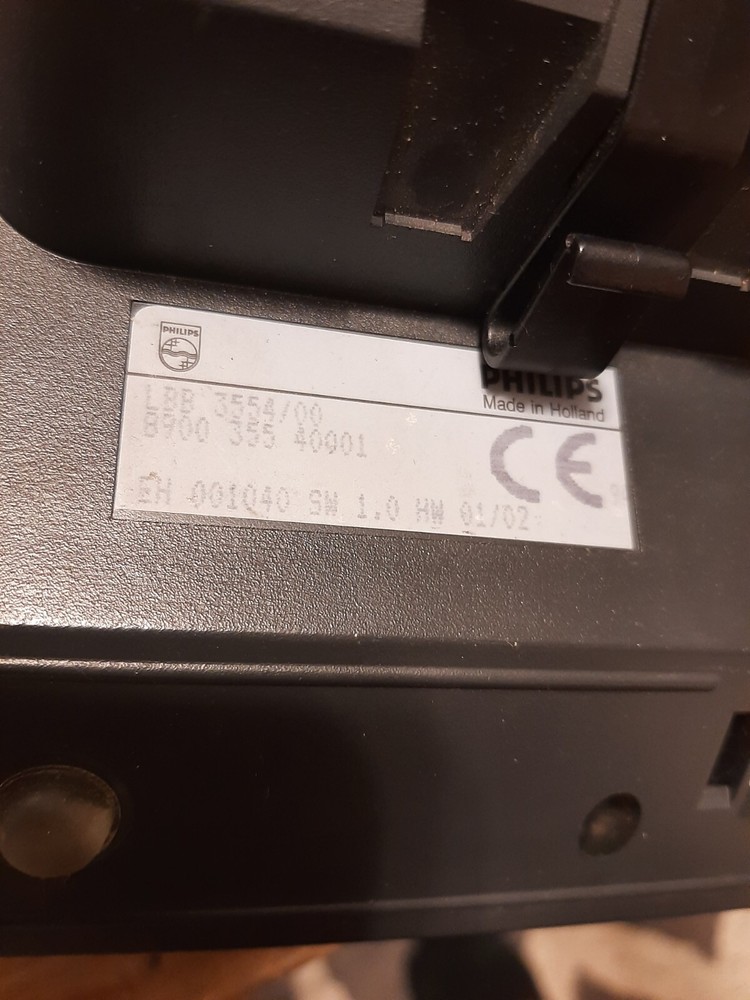 PHILIPS
PHILIPS
Made in Holland
LBB 3554/00
8900 355 40001
CE
EH 001040 SW 1.0 HW 01/02